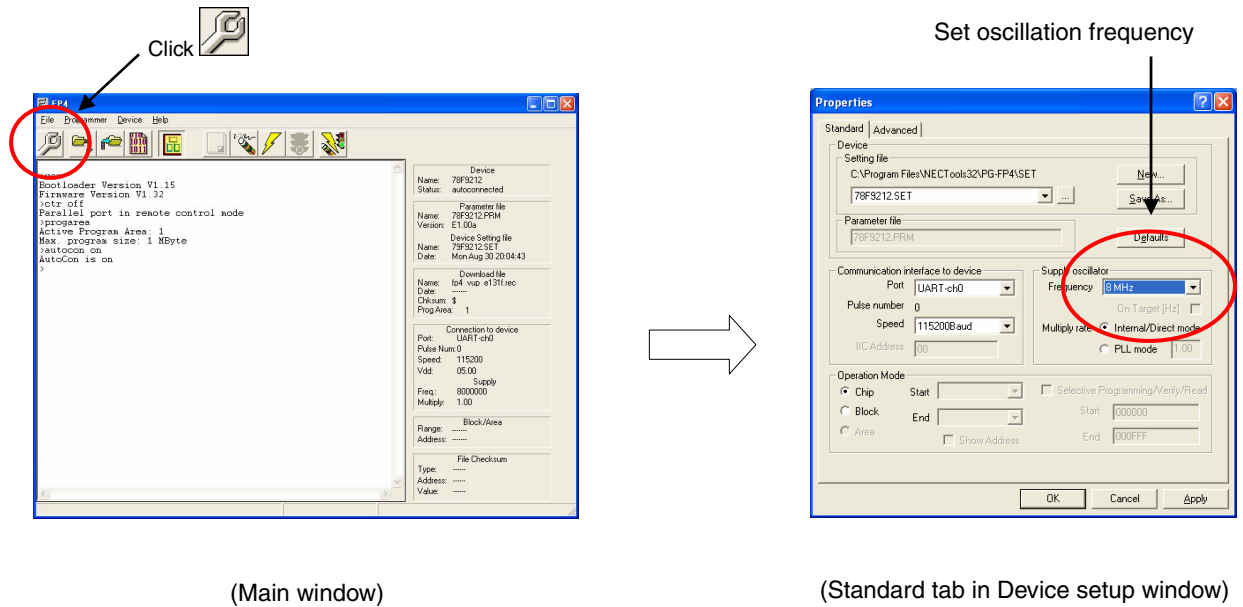 Click
Set oscillation frequency
FP4
File Programmer Device Help
Bootloader Version V1.15
Firmware Version V1.32
>ctr off
Parallel port in remote control mode
>progarea
Active Program Area: 1
Max. program size: 1 MByte
>autocon on
AutoCon is on
>
Device
Name: 78F9212
Status: autoconnected
Parameter file
Name: 78F9212.PRM
Version: E1.00a
Device Setting file
Name: 79F9212.SET
Date: Mon Aug 30 20:04:43
Download file
Name: fp4_vup_e131f.rec
Date: ------
Chksum: $
Prog Area: 1
Connection to device
Port: UART-ch0
Pulse Num: 0
Speed: 115200
Vdd: 05.00
Supply
Freq.: 8000000
Multiply: 1.00
Block/Area
Range: ------
Address: ------
File Checksum
Type: ------
Address: ------
Value: ------
(Main window)
Properties
Standard Advanced
Device
Setting file
C:\Program Files\NECTools32\PG-FP4\SET
New...
78F9212.SET
...
Save As...
Parameter file
78F9212.PRM
Defaults
Communication interface to device
Port UART-ch0
Pulse number 0
Speed 115200Baud
IIC Address 00
Supply oscillator
Frequency 8 MHz
On Target [Hz]
Multiply rate Internal/Direct mode
PLL mode 1.00
Operation Mode
Chip Start
Block End
Area
Show Address
Selective Programming/Verify/Read
Start 000000
End 000FFF
OK Cancel Apply
(Standard tab in Device setup window)